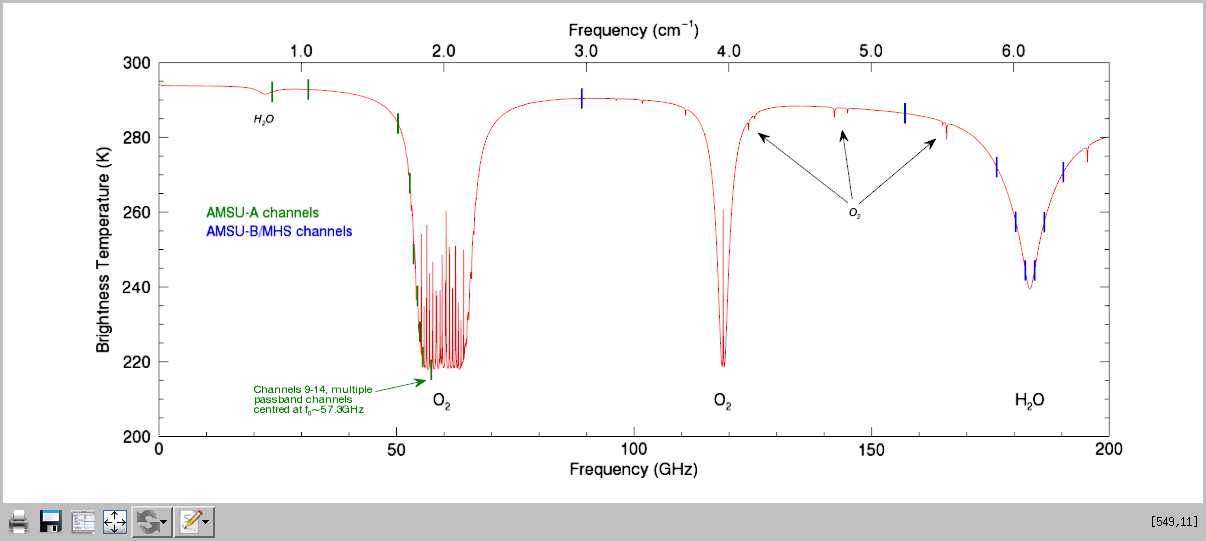 Frequency (cm⁻¹)
1.0 2.0 3.0 4.0 5.0 6.0
300
280
260
240
220
200
Brightness Temperature (K)
H₂O
AMSU-A channels
AMSU-B/MHS channels
O₃
Channels 9-14, multiple
passband channels
centred at f₀~57.3GHz
O₂ O₂ H₂O
0 50 100 150 200
Frequency (GHz)
[549,11]